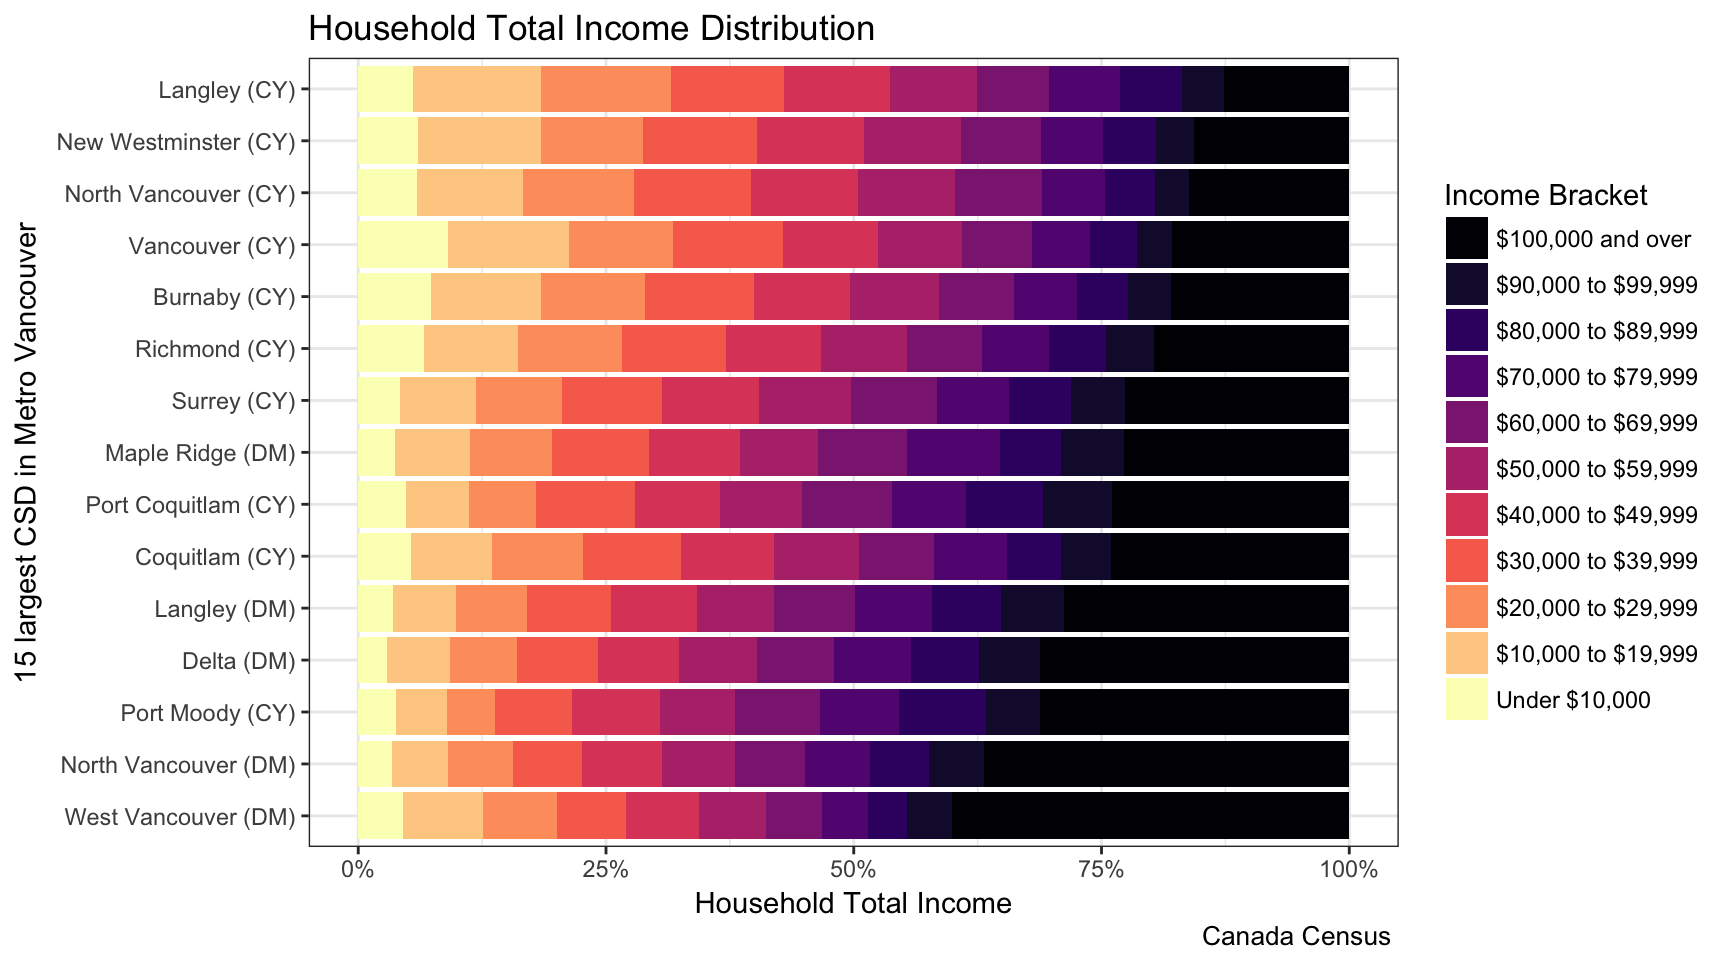 Household Total Income Distribution
15 largest CSD in Metro Vancouver
Langley (CY)
New Westminster (CY)
North Vancouver (CY)
Vancouver (CY)
Burnaby (CY)
Richmond (CY)
Surrey (CY)
Maple Ridge (DM)
Port Coquitlam (CY)
Coquitlam (CY)
Langley (DM)
Delta (DM)
Port Moody (CY)
North Vancouver (DM)
West Vancouver (DM)
0% 25% 50% 75% 100%
Household Total Income
Canada Census
Income Bracket
$100,000 and over
$90,000 to $99,999
$80,000 to $89,999
$70,000 to $79,999
$60,000 to $69,999
$50,000 to $59,999
$40,000 to $49,999
$30,000 to $39,999
$20,000 to $29,999
$10,000 to $19,999
Under $10,000